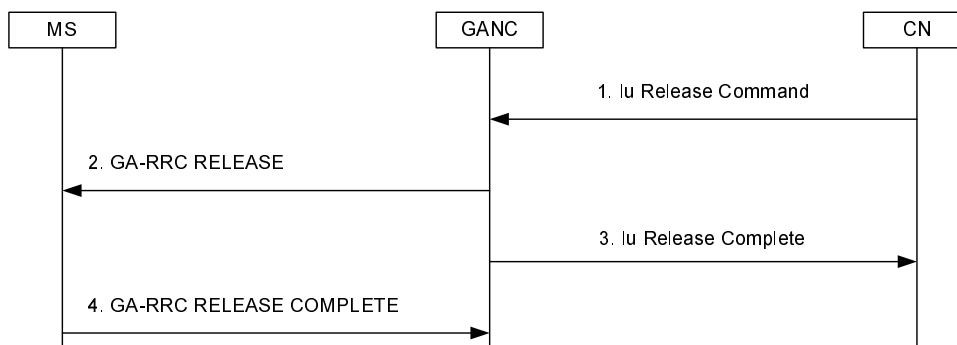 MS
GANC
CN
1. Iu Release Command
2. GA-RRC RELEASE
3. Iu Release Complete
4. GA-RRC RELEASE COMPLETE